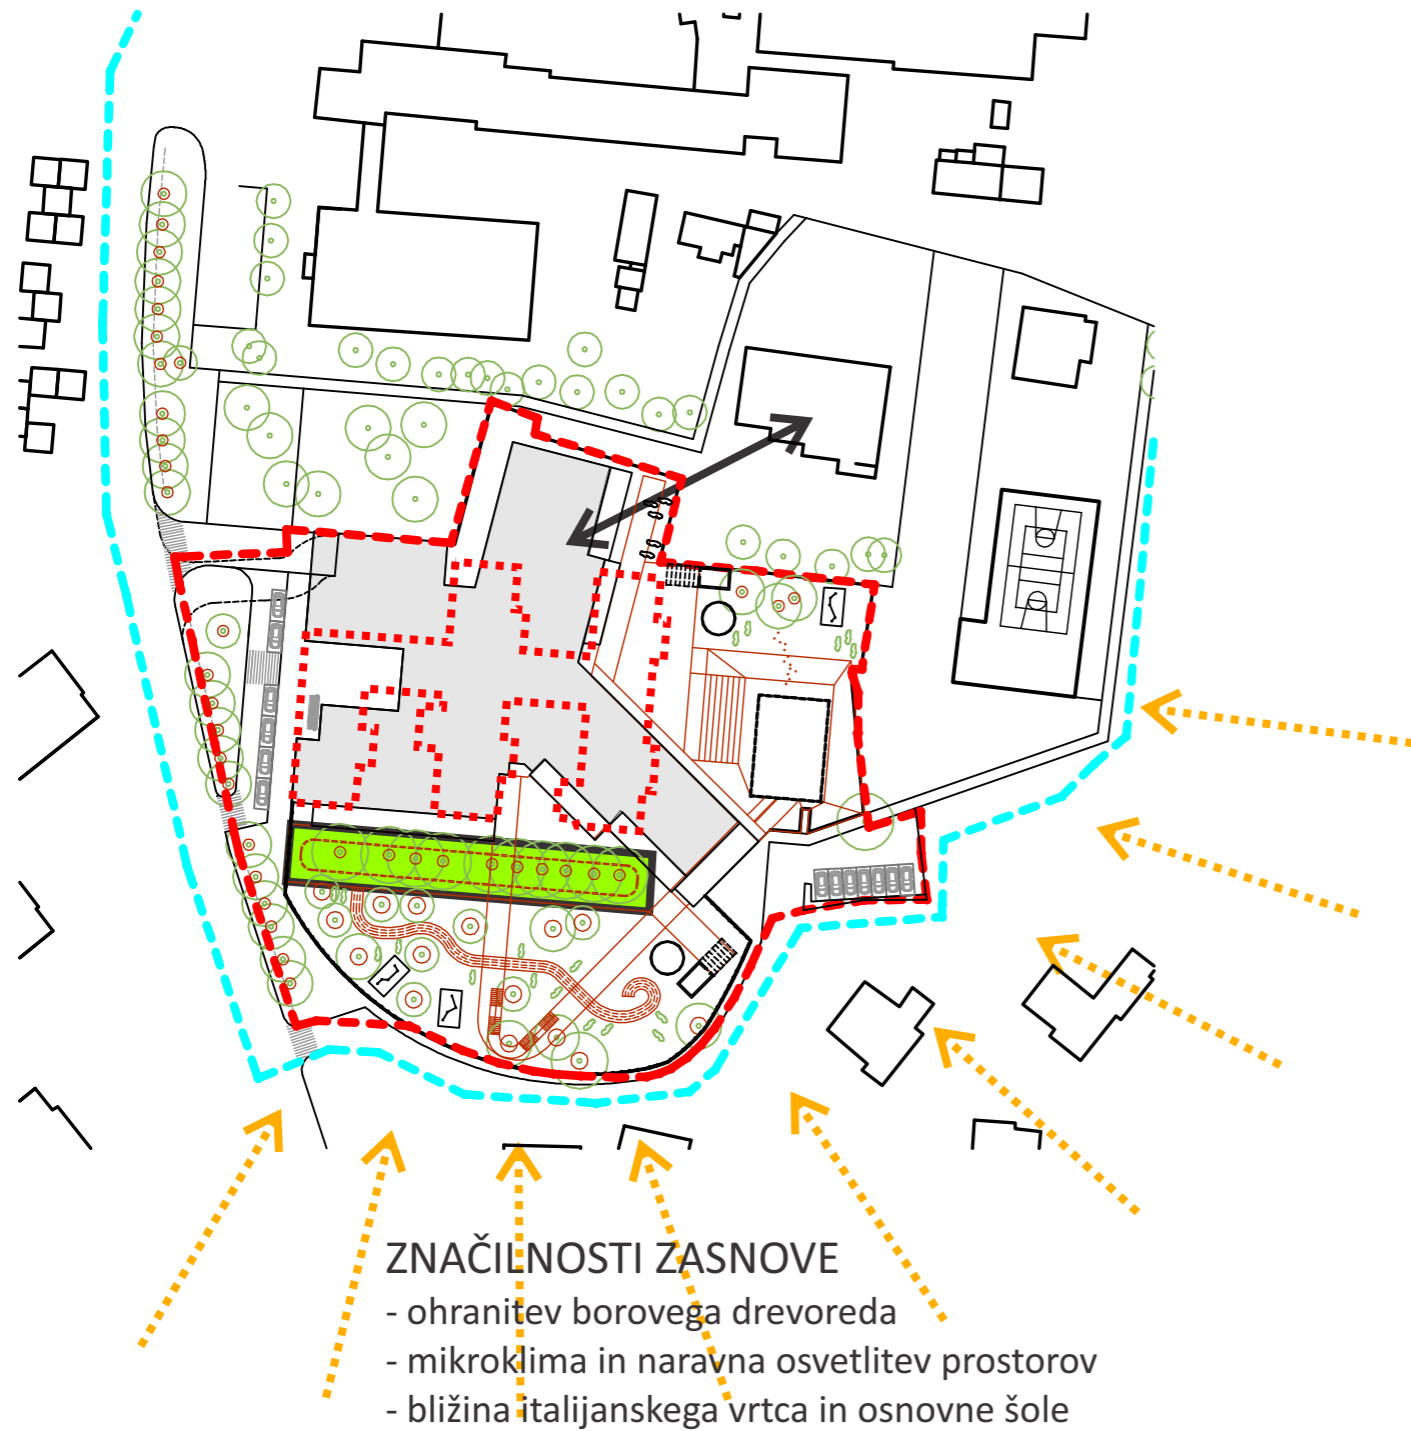 ZNAČILNOSTI ZASNOVE
- ohranitev borovega drevoreda
- mikroklima in naravna osvetlitev prostorov
- bližina italijanskega vrtca in osnovne šole